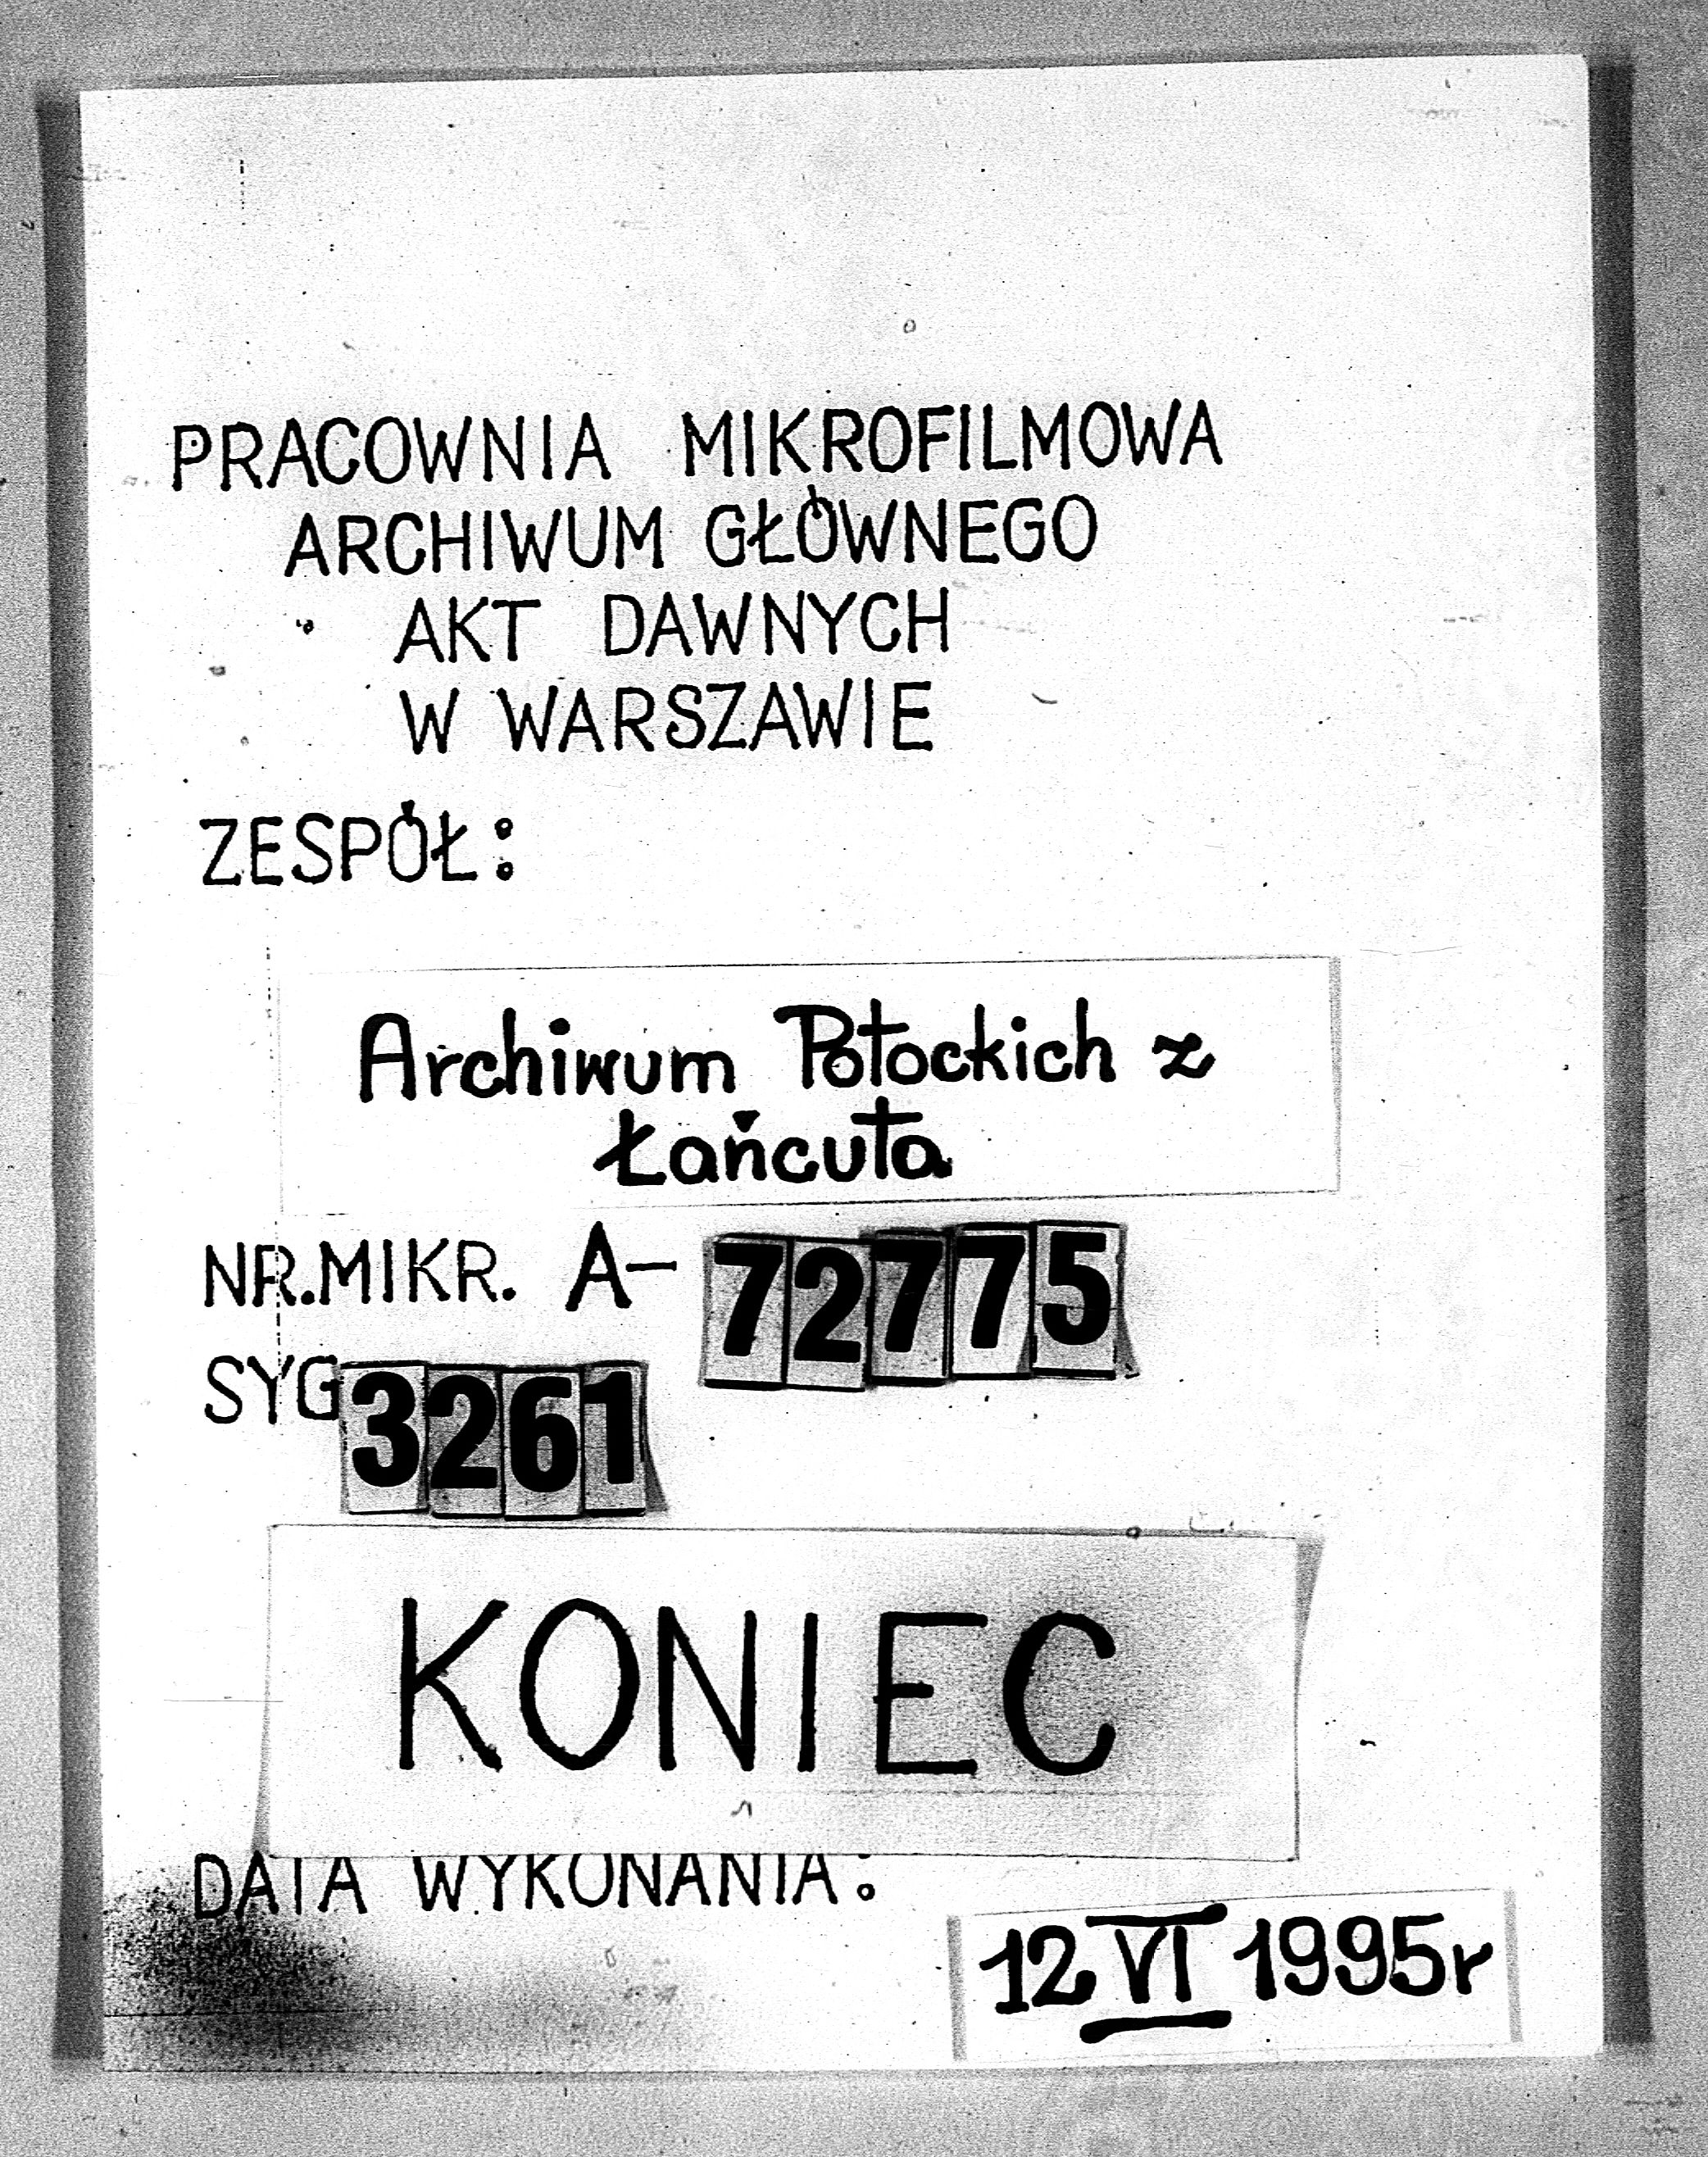 PRACOWNIA MIKROFILMOWA
ARCHIWUM GŁÓWNEGO
AKT DAWNYCH
W WARSZAWIE
ZESPÓŁ:
Archiwum Potockich z
Łańcuta
NR. MIKR. A- 72775
SYG 3261
KONIEC
DATA WYKONANIA:
12 VI 1995r